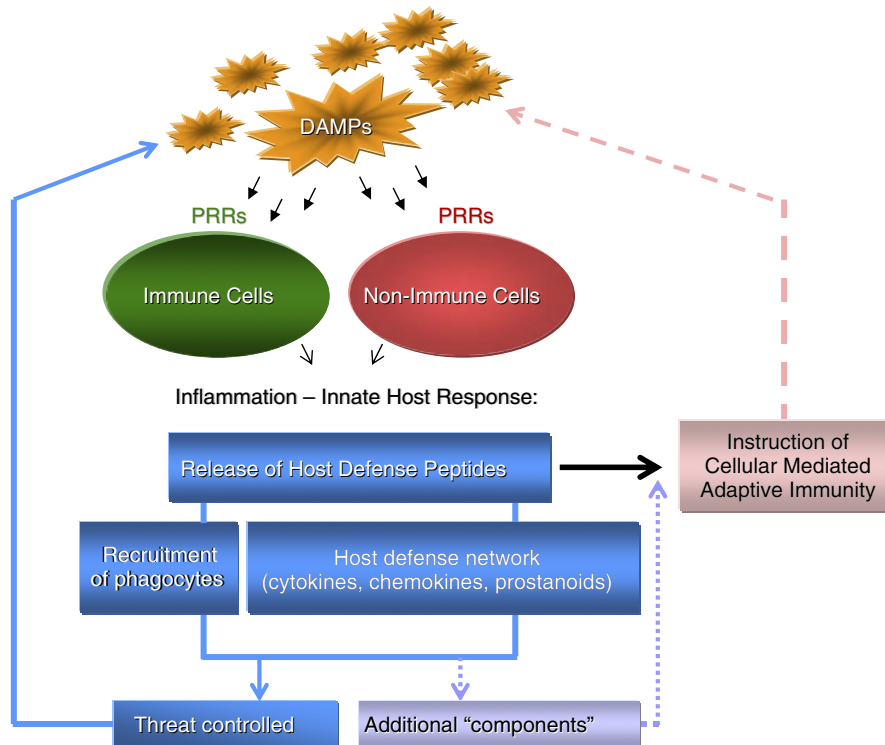 DAMPs
PRRs
PRRs
Immune Cells
Non-Immune Cells
Inflammation – Innate Host Response:
Release of Host Defense Peptides
Instruction of
Cellular Mediated
Adaptive Immunity
Recruitment
of phagocytes
Host defense network
(cytokines, chemokines, prostanoids)
Threat controlled
Additional “components”